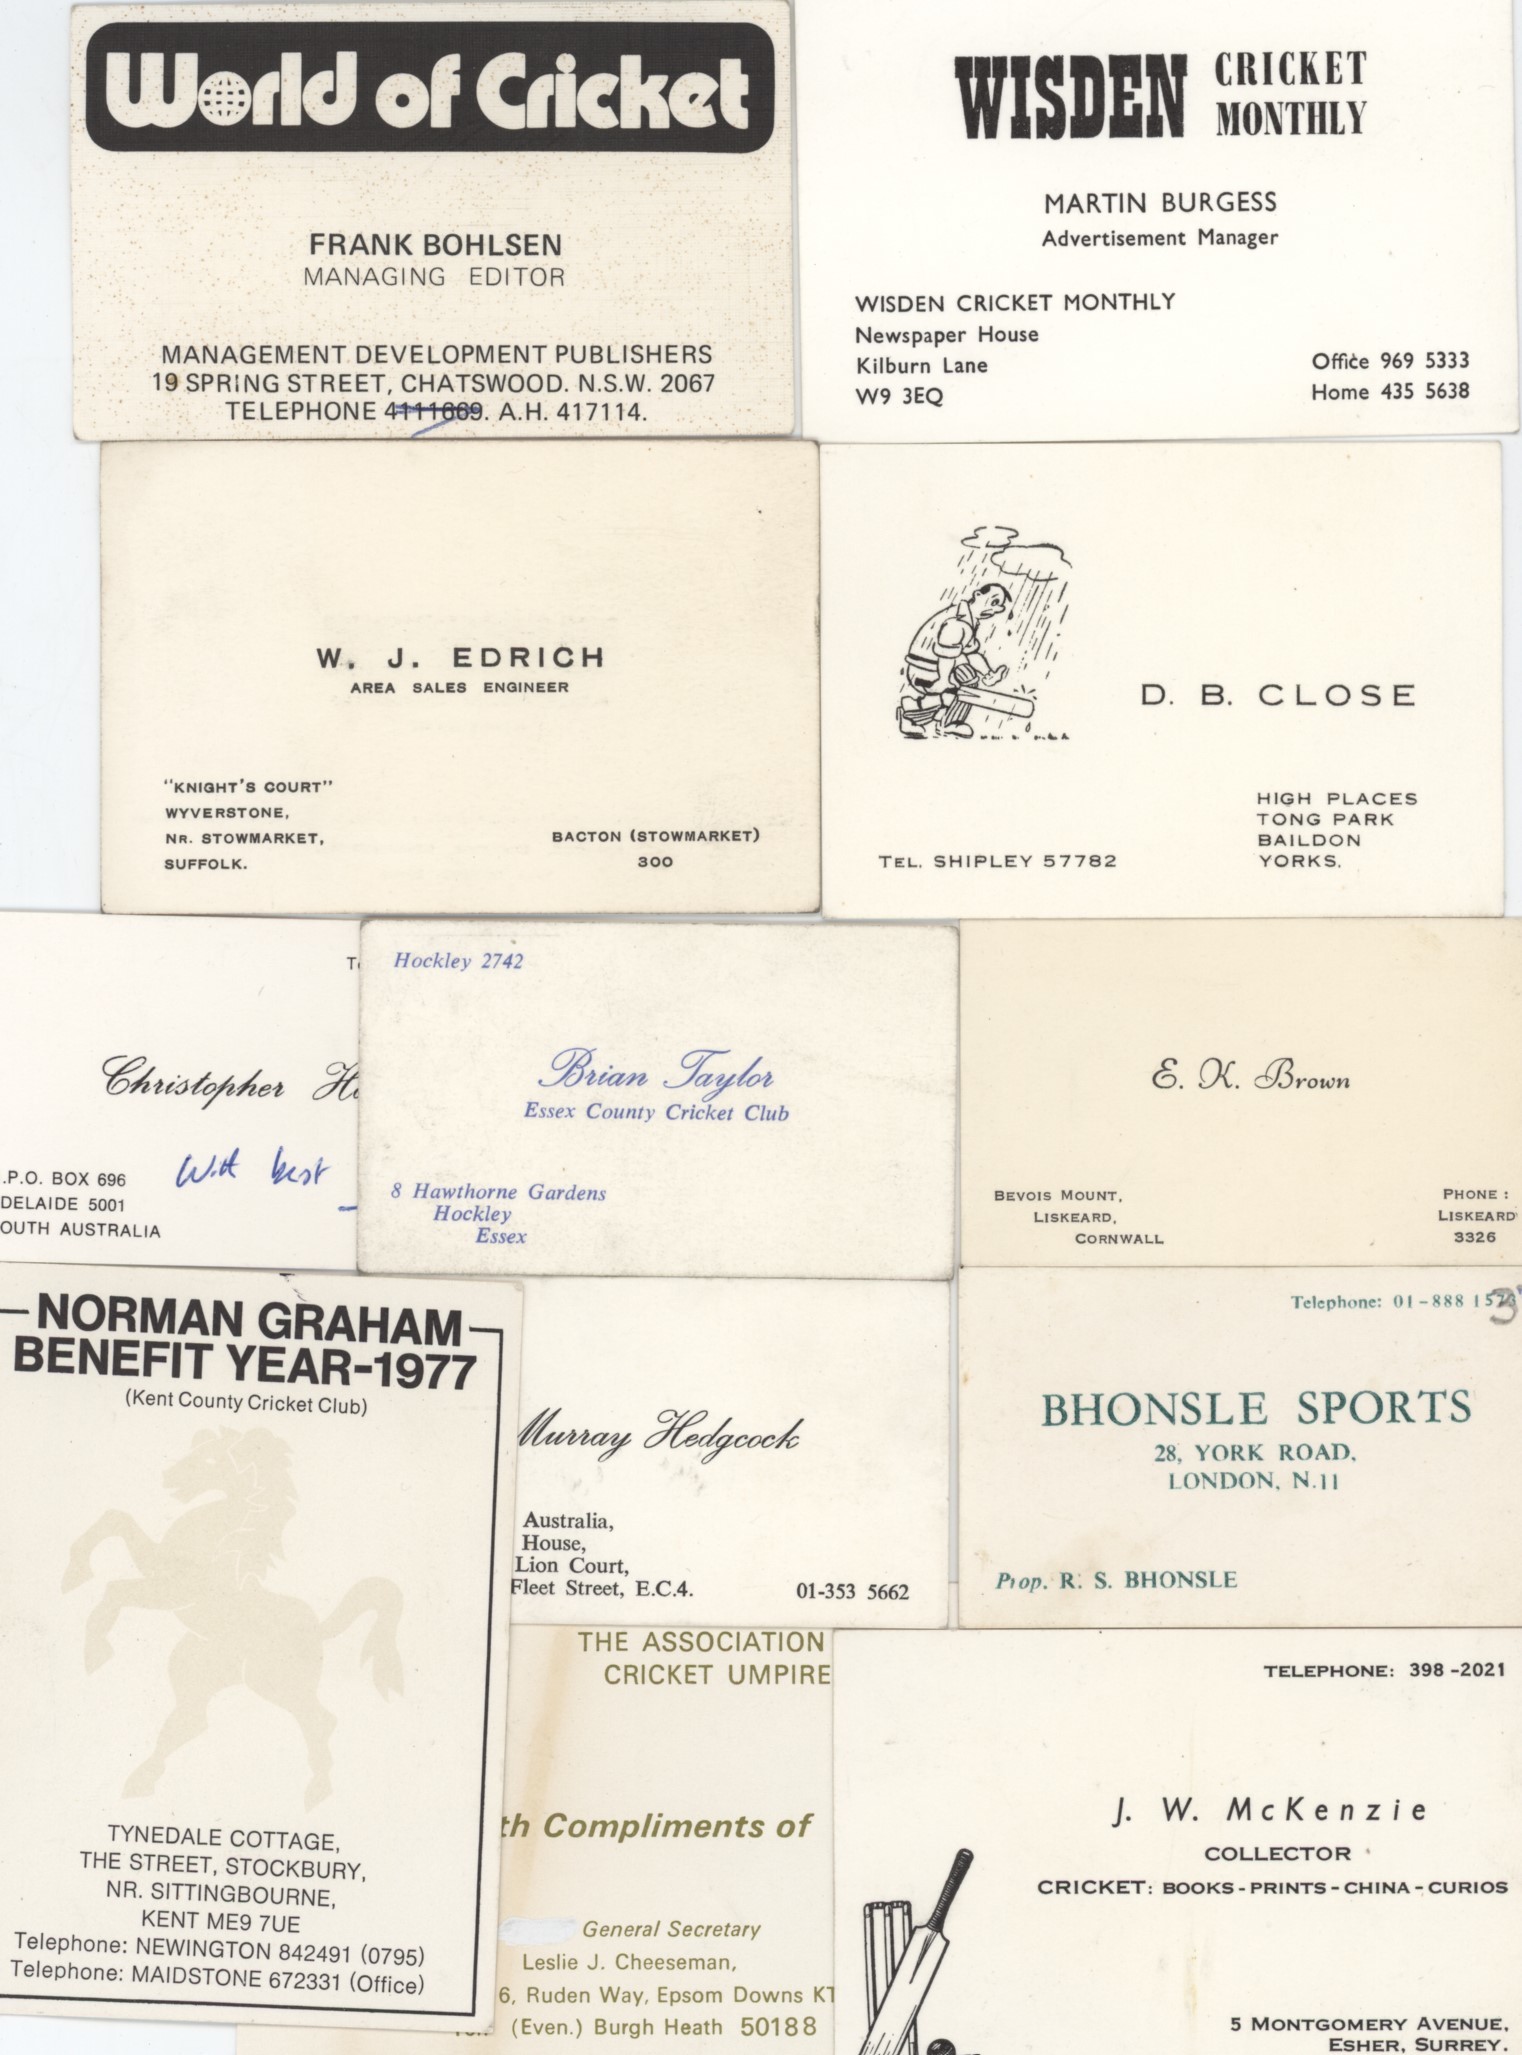 World of Cricket
FRANK BOHLSEN
MANAGING EDITOR
MANAGEMENT DEVELOPMENT PUBLISHERS
19 SPRING STREET, CHATSWOOD. N.S.W. 2067
TELEPHONE 4111669. A.H. 417114.
WISDEN CRICKET MONTHLY
MARTIN BURGESS
Advertisement Manager
WISDEN CRICKET MONTHLY
Newspaper House
Kilburn Lane
W9 3EQ
Office 969 5333
Home 435 5638
W. J. EDRICH
AREA SALES ENGINEER
"KNIGHT'S COURT"
WYVERSTONE,
NR. STOWMARKET,
SUFFOLK.
BACTON (STOWMARKET)
300
D. B. CLOSE
HIGH PLACES
TONG PARK
BAILDON
YORKS.
TEL. SHIPLEY 57782
Christopher
With best
.P.O. BOX 696
DELAIDE 5001
OUTH AUSTRALIA
Hockley 2742
Brian Taylor
Essex County Cricket Club
8 Hawthorne Gardens
Hockley
Essex
E. K. Brown
BEVOIS MOUNT,
LISKEARD,
CORNWALL
PHONE :
LISKEARD
3326
NORMAN GRAHAM
BENEFIT YEAR-1977
(Kent County Cricket Club)
TYNEDALE COTTAGE,
THE STREET, STOCKBURY,
NR. SITTINGBOURNE,
KENT ME9 7UE
Telephone: NEWINGTON 842491 (0795)
Telephone: MAIDSTONE 672331 (Office)
Murray Hedgcock
Australia,
House,
Lion Court,
Fleet Street, E.C.4.
01-353 5662
Telephone: 01-888
BHONSLE SPORTS
28, YORK ROAD,
LONDON, N.11
Prop. R. S. BHONSLE
THE ASSOCIATION
CRICKET UMPIRE
th Compliments of
General Secretary
Leslie J. Cheeseman,
6, Ruden Way, Epsom Downs KT
(Even.) Burgh Heath 50188
TELEPHONE: 398-2021
J. W. McKenzie
COLLECTOR
CRICKET: BOOKS-PRINTS-CHINA-CURIOS
5 MONTGOMERY AVENUE,
ESHER, SURREY.